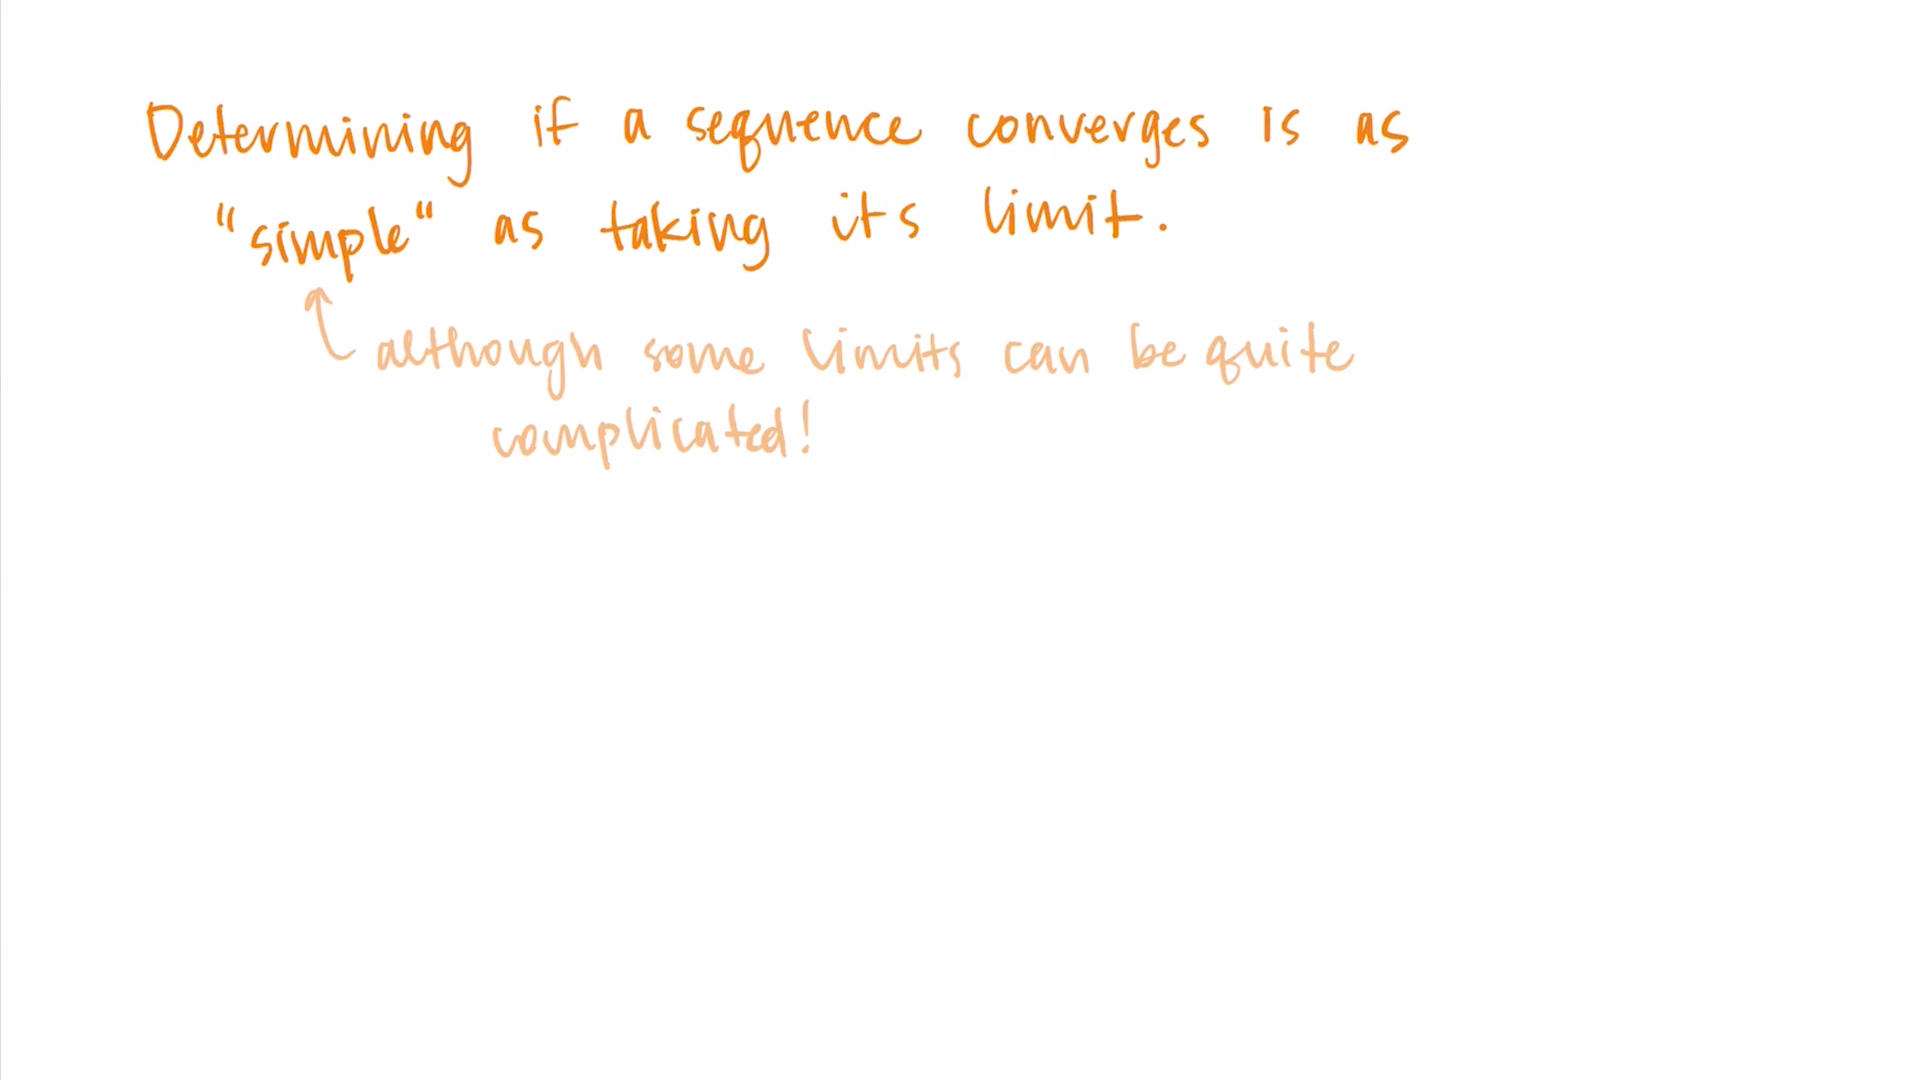 Determining if a sequence converges is as
"simple" as taking its limit.
although some limits can be quite
complicated!